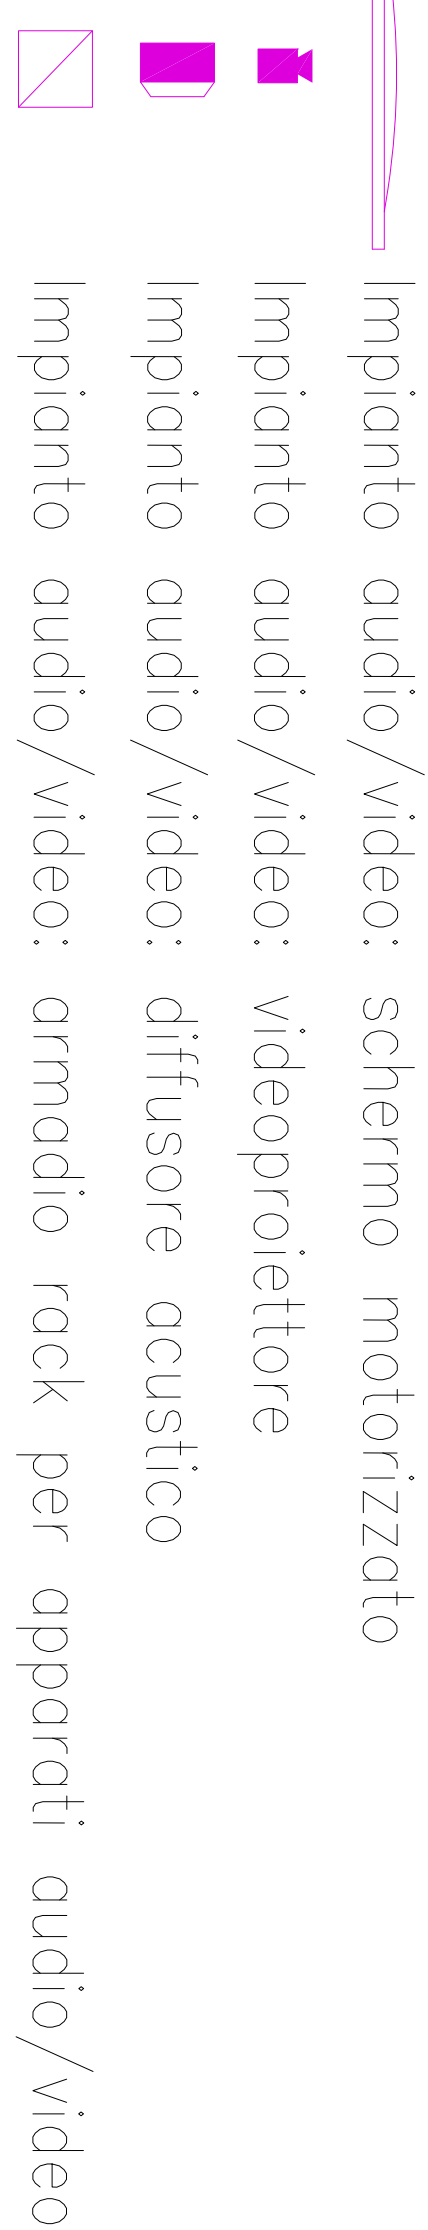 Impianto audio/video: schermo motorizzato
Impianto audio/video: videoproiettore
Impianto audio/video: diffusore acustico
Impianto audio/video: armadio rack per apparati audio/video